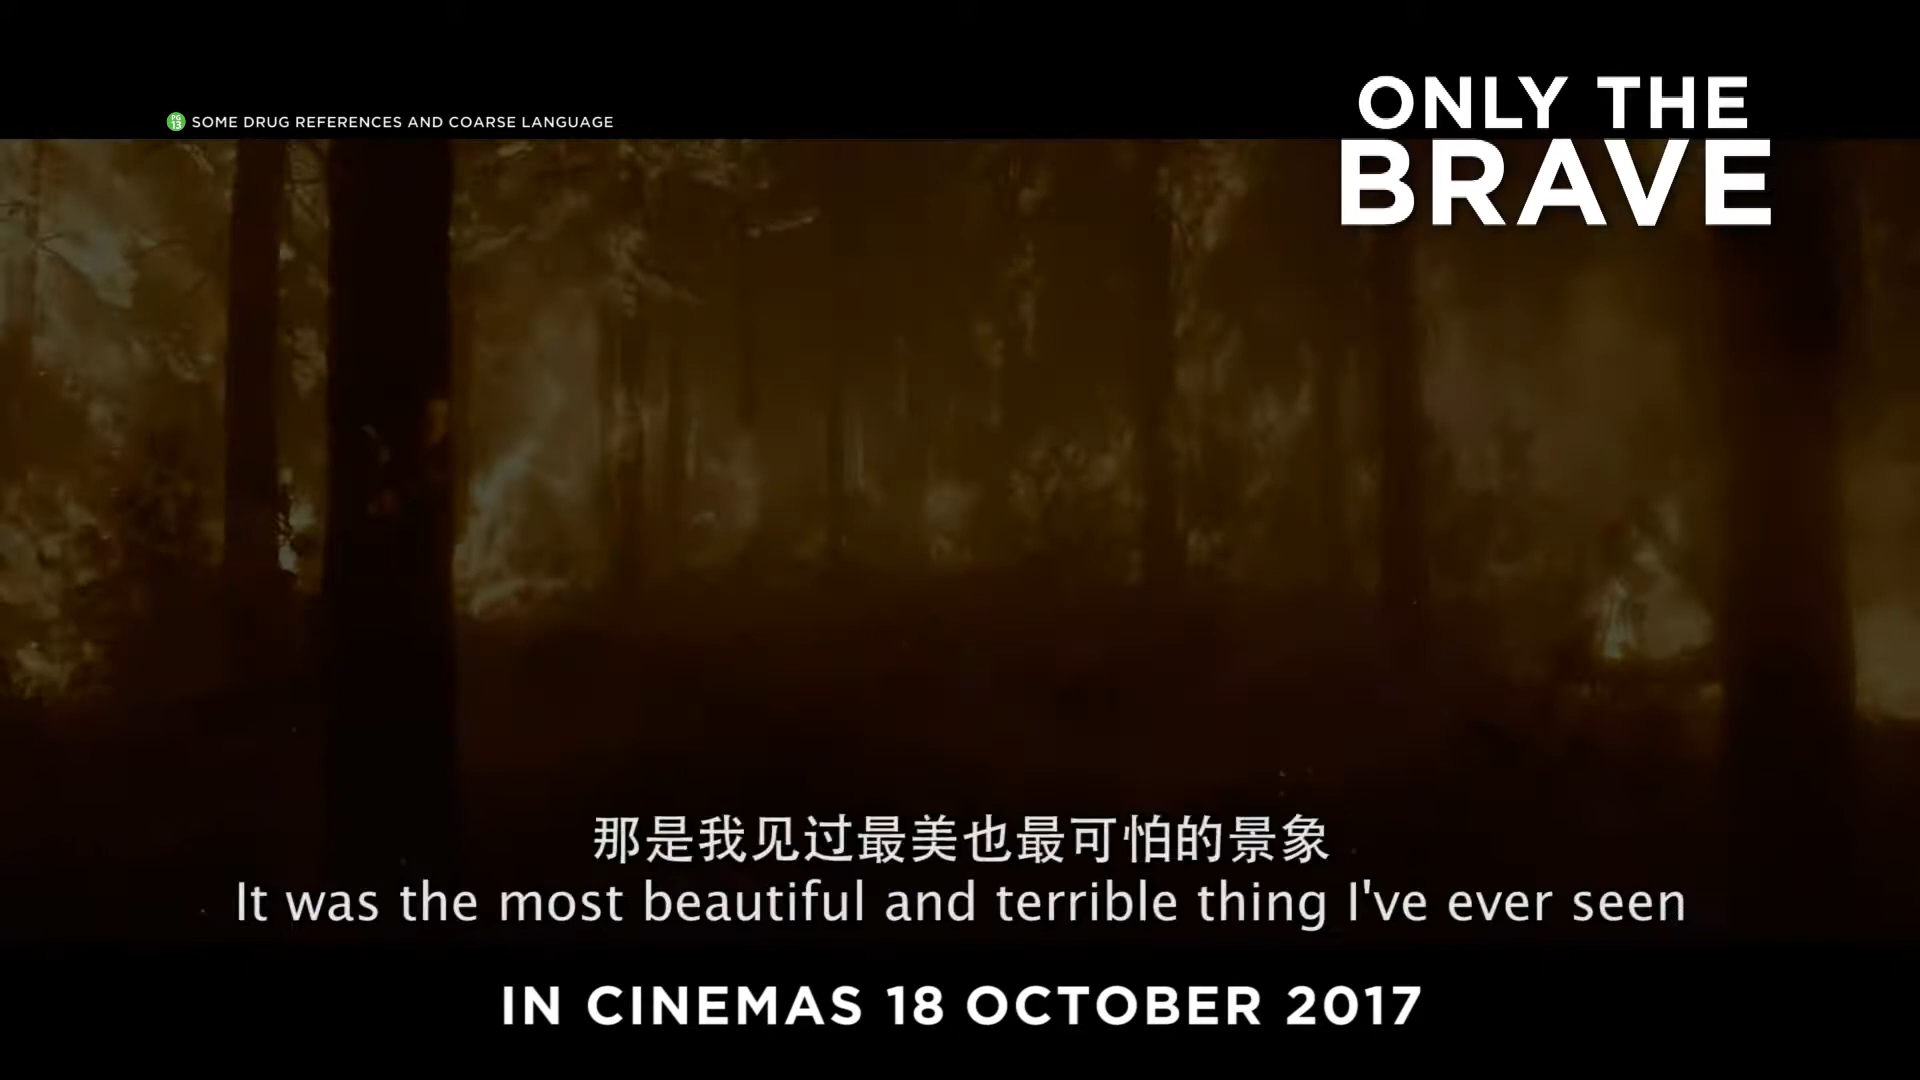 ONLY THE
BRAVE
PG
13 SOME DRUG REFERENCES AND COARSE LANGUAGE
那是我见过最美也最可怕的景象
It was the most beautiful and terrible thing I've ever seen
IN CINEMAS 18 OCTOBER 2017